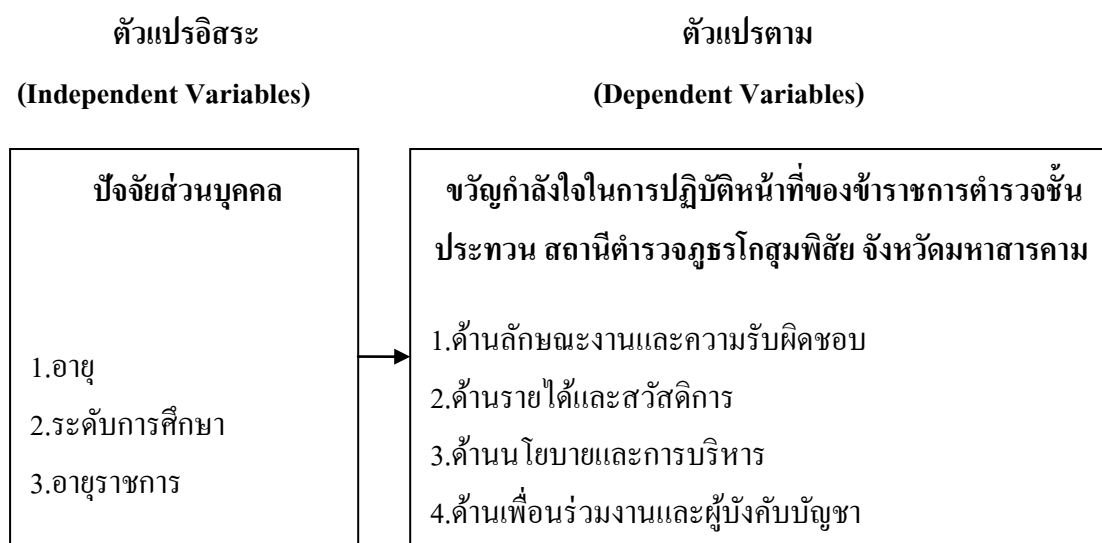 ตัวแปรอิสระ
(Independent Variables)
ตัวแปรตาม
(Dependent Variables)
ปัจจัยส่วนบุคคล
1.อายุ
2.ระดับการศึกษา
3.อายุราชการ
ขวัญกำลังใจในการปฏิบัติหน้าที่ของข้าราชการตำรวจชั้น
ประทวน สถานีตำรวจภูธรโกสุมพิสัย จังหวัดมหาสารคาม
1.ด้านลักษณะงานและความรับผิดชอบ
2.ด้านรายได้และสวัสดิการ
3.ด้านนโยบายและการบริหาร
4.ด้านเพื่อนร่วมงานและผู้บังคับบัญชา